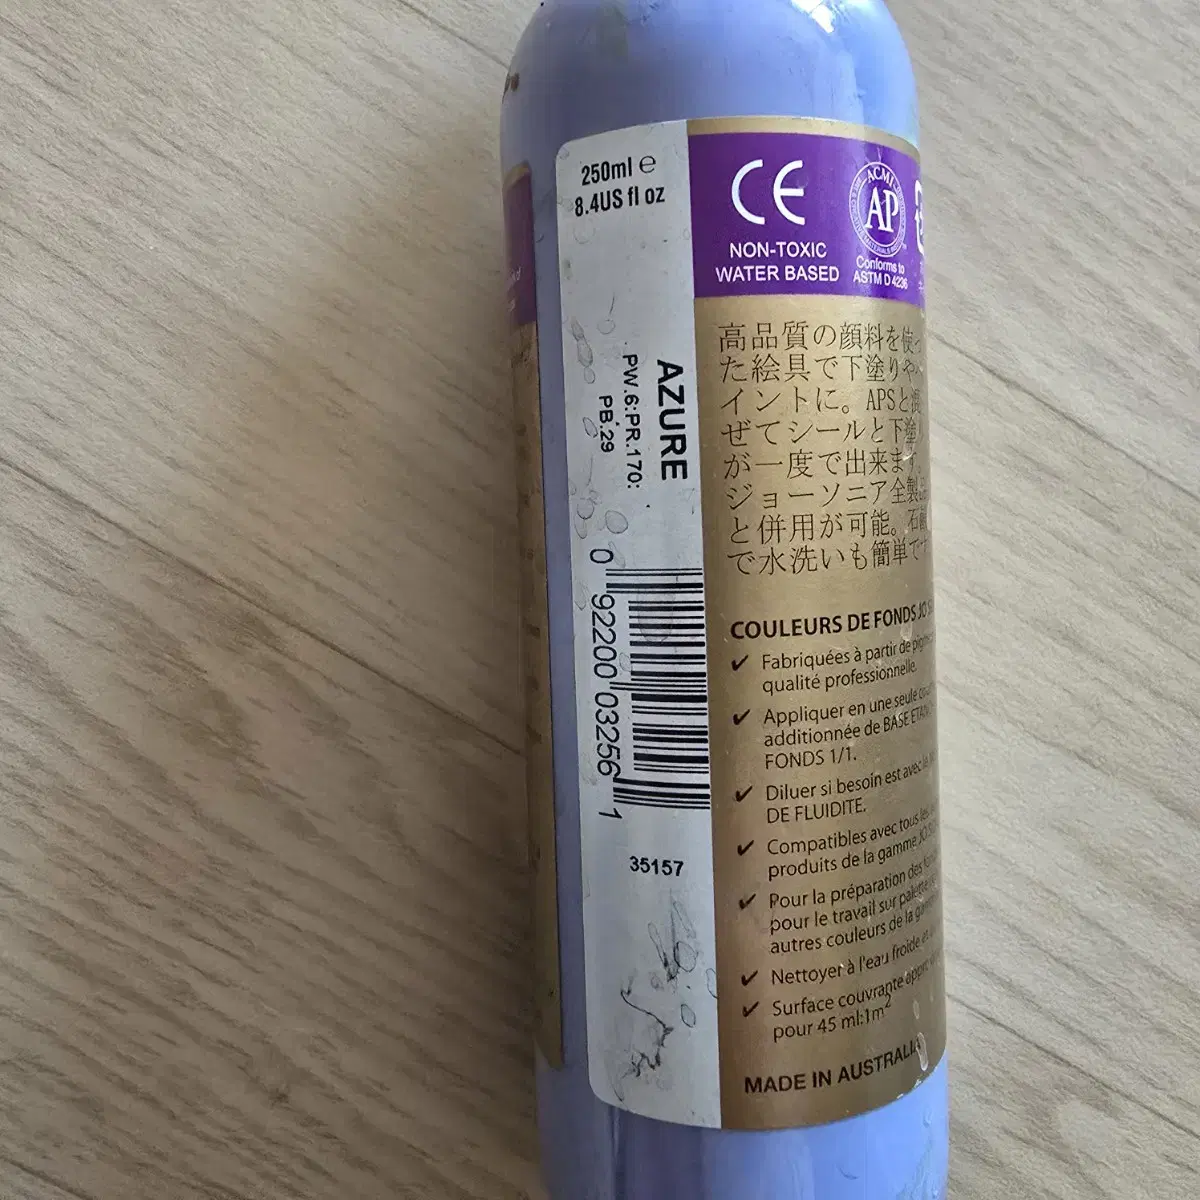 250ml e
8.4US fl oz
AZURE
PW.6:PR.170:
PB.29
0 92200 03256 1
35157
CE
NON-TOXIC
WATER BASED
ACMI
AP
Conforms to
ASTM D 4236
高品質の顔料を使っ
た絵具で下塗りや
イントに。APSと混
ぜてシールと下塗り
が一度で出来ます。
ジョーソニア全製
と併用が可能。石鹸
で水洗いも簡単です
COULEURS DE FONDS JO
✔ Fabriquées à partir de
qualité professionnelle.
✔ Appliquer en une seule
additionnée de BASE
FONDS 1/1.
✔ Diluer si besoin est avec
DE FLUIDITE.
✔ Compatibles avec tous les
produits de la gamme JO
✔ Pour la préparation des
pour le travail sur palette
autres couleurs de la
✔ Nettoyer à l'eau froide
✔ Surface couvrante
pour 45 ml:1m²
MADE IN AUSTRALIA